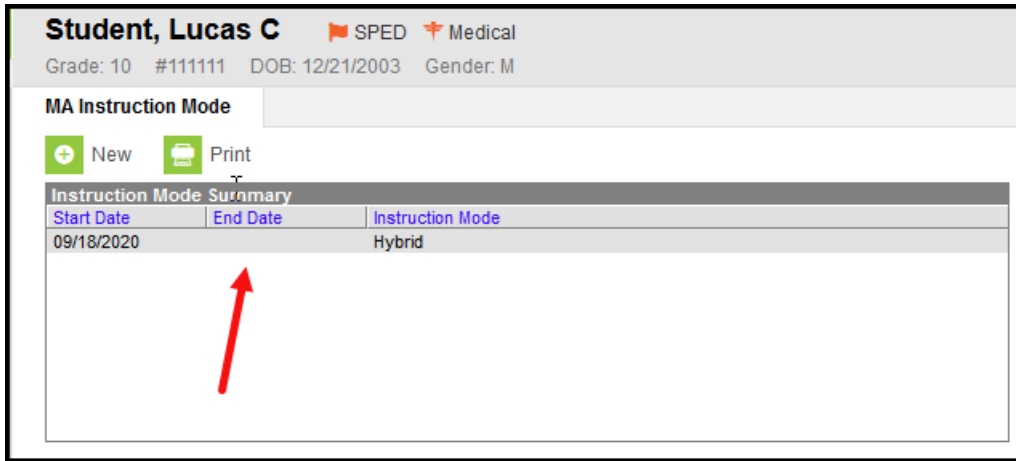 Student, Lucas C SPED Medical
Grade: 10 #111111 DOB: 12/21/2003 Gender: M
MA Instruction Mode
New Print
Instruction Mode Summary
Start Date End Date Instruction Mode
09/18/2020 Hybrid